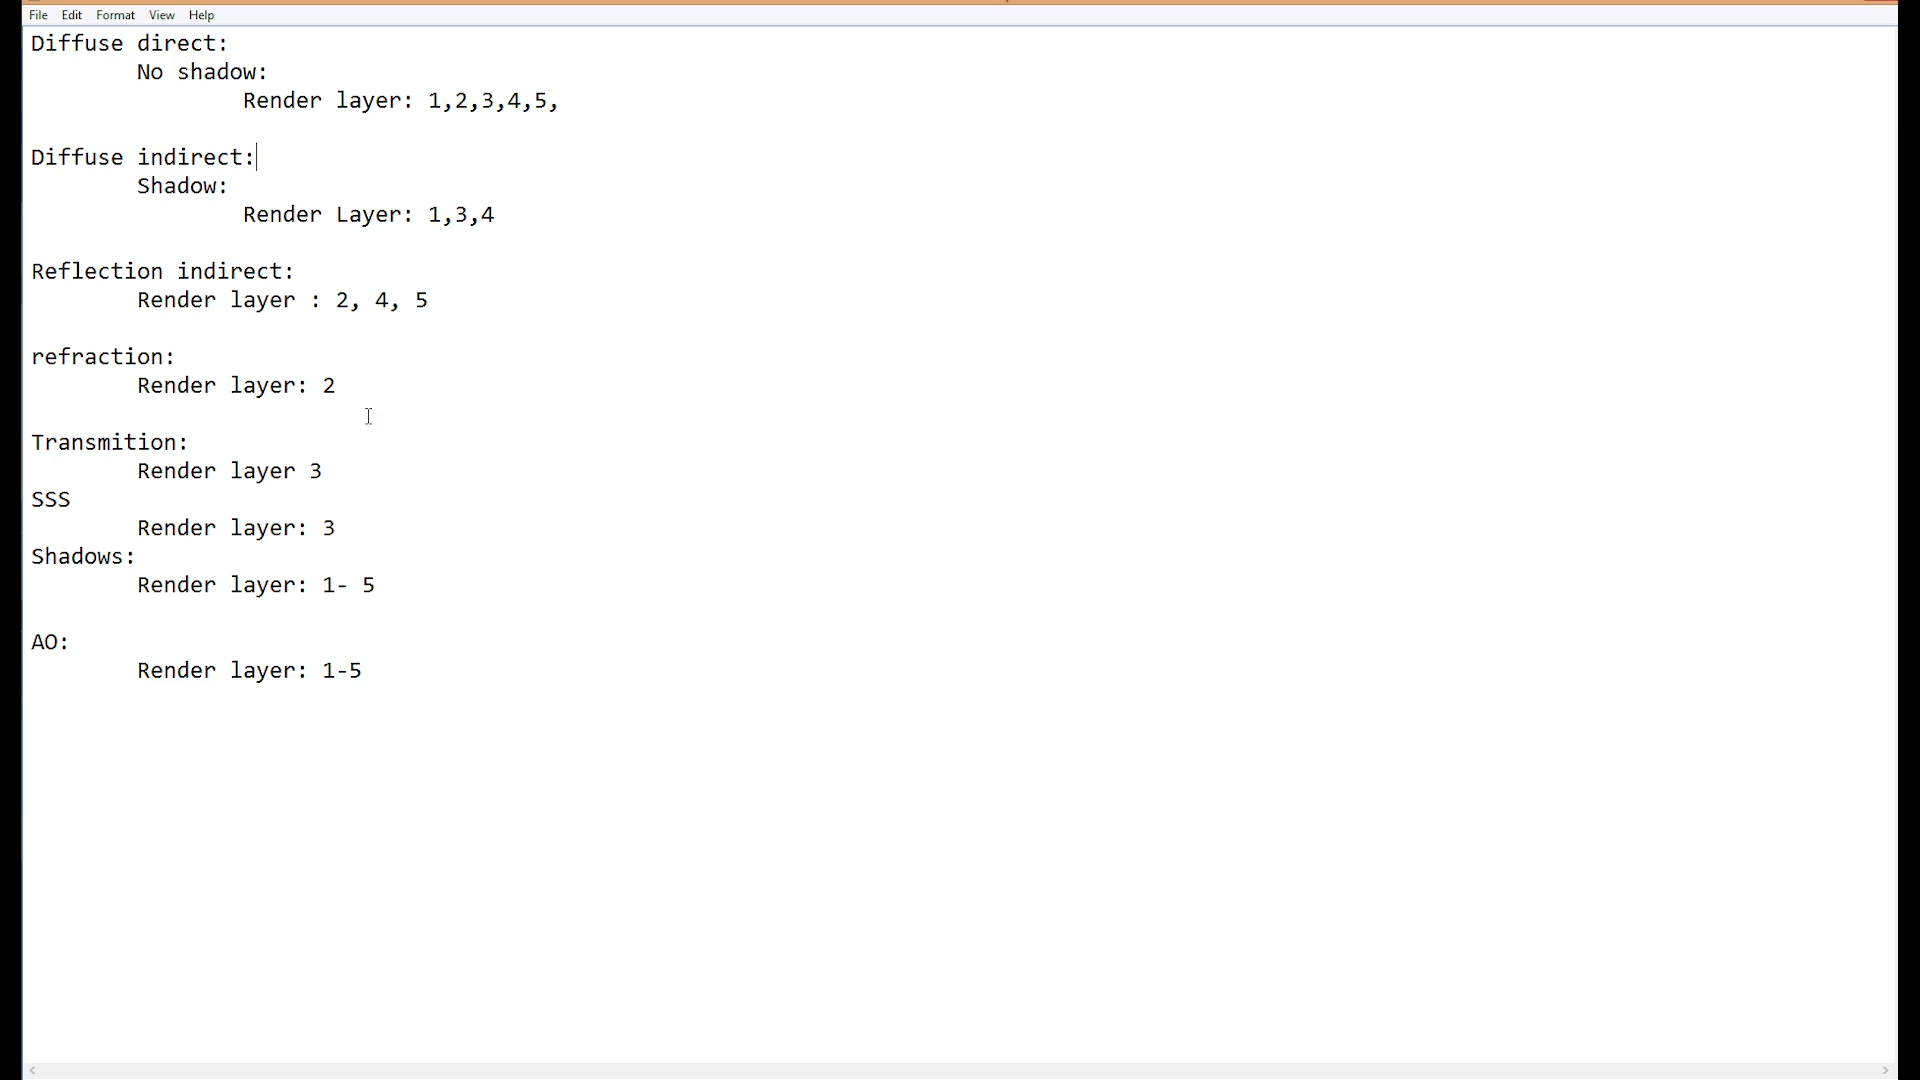 File Edit Format View Help
Diffuse direct:
No shadow:
Render layer: 1,2,3,4,5,
Diffuse indirect:
Shadow:
Render Layer: 1,3,4
Reflection indirect:
Render layer : 2, 4, 5
refraction:
Render layer: 2
Transmition:
Render layer 3
SSS
Render layer: 3
Shadows:
Render layer: 1- 5
AO:
Render layer: 1-5